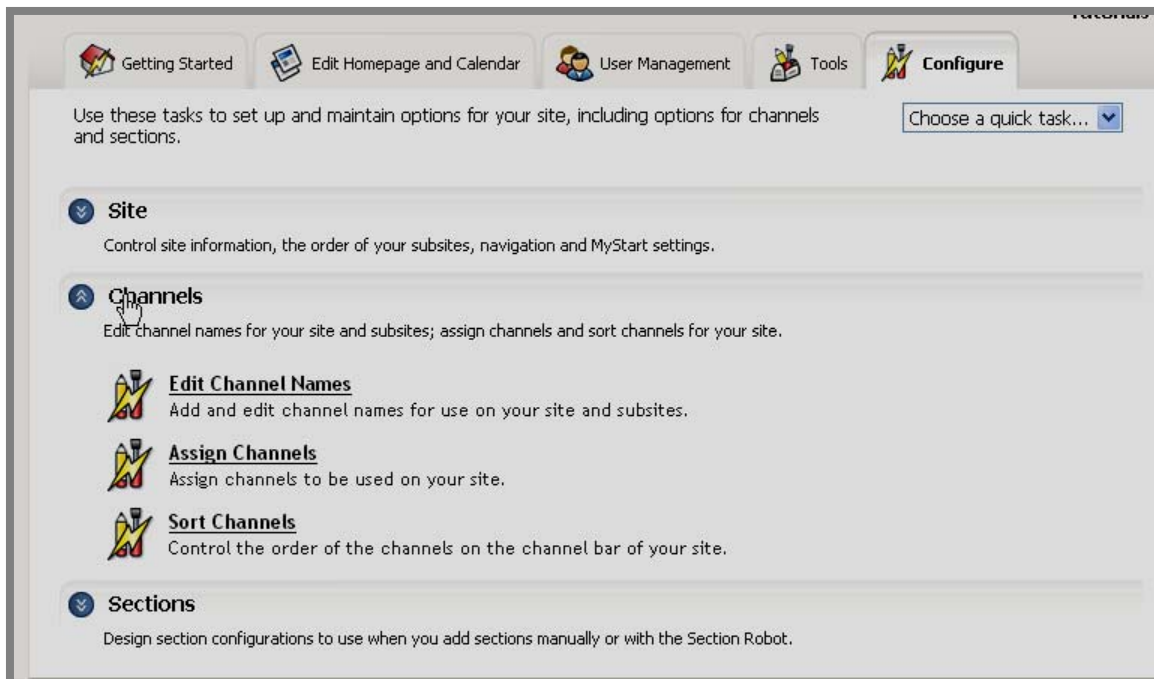 Tutorials
Getting Started
Edit Homepage and Calendar
User Management
Tools
Configure
Use these tasks to set up and maintain options for your site, including options for channels
and sections.
Choose a quick task...
Site
Control site information, the order of your subsites, navigation and MyStart settings.
Channels
Edit channel names for your site and subsites; assign channels and sort channels for your site.
Edit Channel Names
Add and edit channel names for use on your site and subsites.
Assign Channels
Assign channels to be used on your site.
Sort Channels
Control the order of the channels on the channel bar of your site.
Sections
Design section configurations to use when you add sections manually or with the Section Robot.